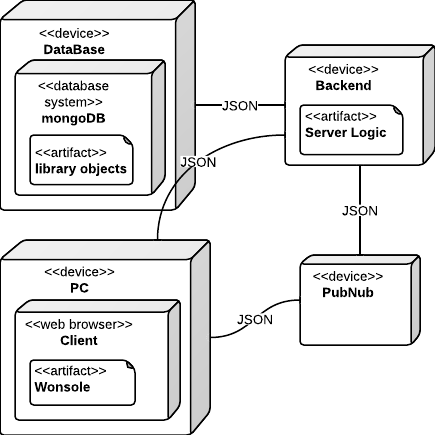 <<device>>
DataBase
<<database
system>>
mongoDB
<<artifact>>
library objects
JSON
<<device>>
Backend
<<artifact>>
Server Logic
JSON
JSON
<<device>>
PC
<<web browser>>
Client
<<artifact>>
Wonsole
JSON
<<device>>
PubNub